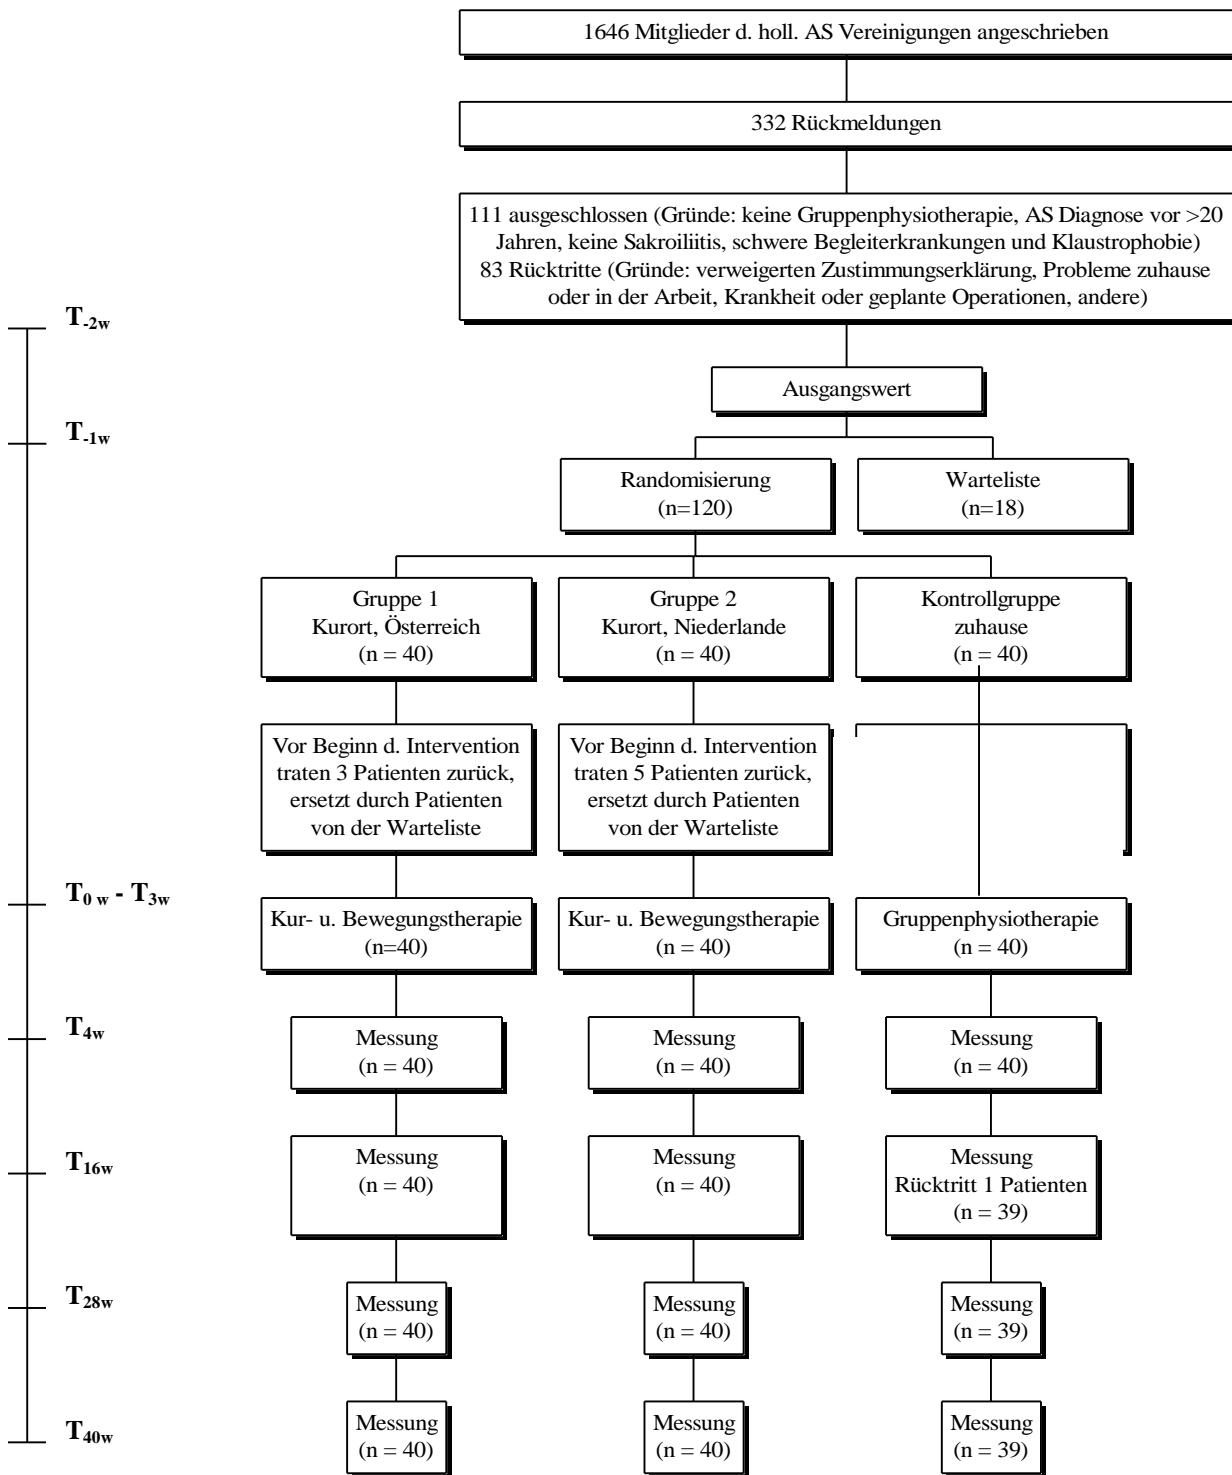 1646 Mitglieder d. holl. AS Vereinigungen angeschrieben
332 Rückmeldungen
111 ausgeschlossen (Gründe: keine Gruppenphysiotherapie, AS Diagnose vor >20
Jahren, keine Sakroiliitis, schwere Begleiterkrankungen und Klaustrophobie)
83 Rücktritte (Gründe: verweigerten Zustimmungserklärung, Probleme zuhause
oder in der Arbeit, Krankheit oder geplante Operationen, andere)
T-2w
Ausgangswert
T-1w
Randomisierung
(n=120)
Warteliste
(n=18)
Gruppe 1
Kurort, Österreich
(n = 40)
Gruppe 2
Kurort, Niederlande
(n = 40)
Kontrollgruppe
zuhause
(n = 40)
Vor Beginn d. Intervention
traten 3 Patienten zurück,
ersetzt durch Patienten
von der Warteliste
Vor Beginn d. Intervention
traten 5 Patienten zurück,
ersetzt durch Patienten
von der Warteliste
T0 w - T3w
Kur- u. Bewegungstherapie
(n=40)
Kur- u. Bewegungstherapie
(n = 40)
Gruppenphysiotherapie
(n = 40)
T4w
Messung
(n = 40)
Messung
(n = 40)
Messung
(n = 40)
T16w
Messung
(n = 40)
Messung
(n = 40)
Messung
Rücktritt 1 Patienten
(n = 39)
T28w
Messung
(n = 40)
Messung
(n = 40)
Messung
(n = 39)
T40w
Messung
(n = 40)
Messung
(n = 40)
Messung
(n = 39)